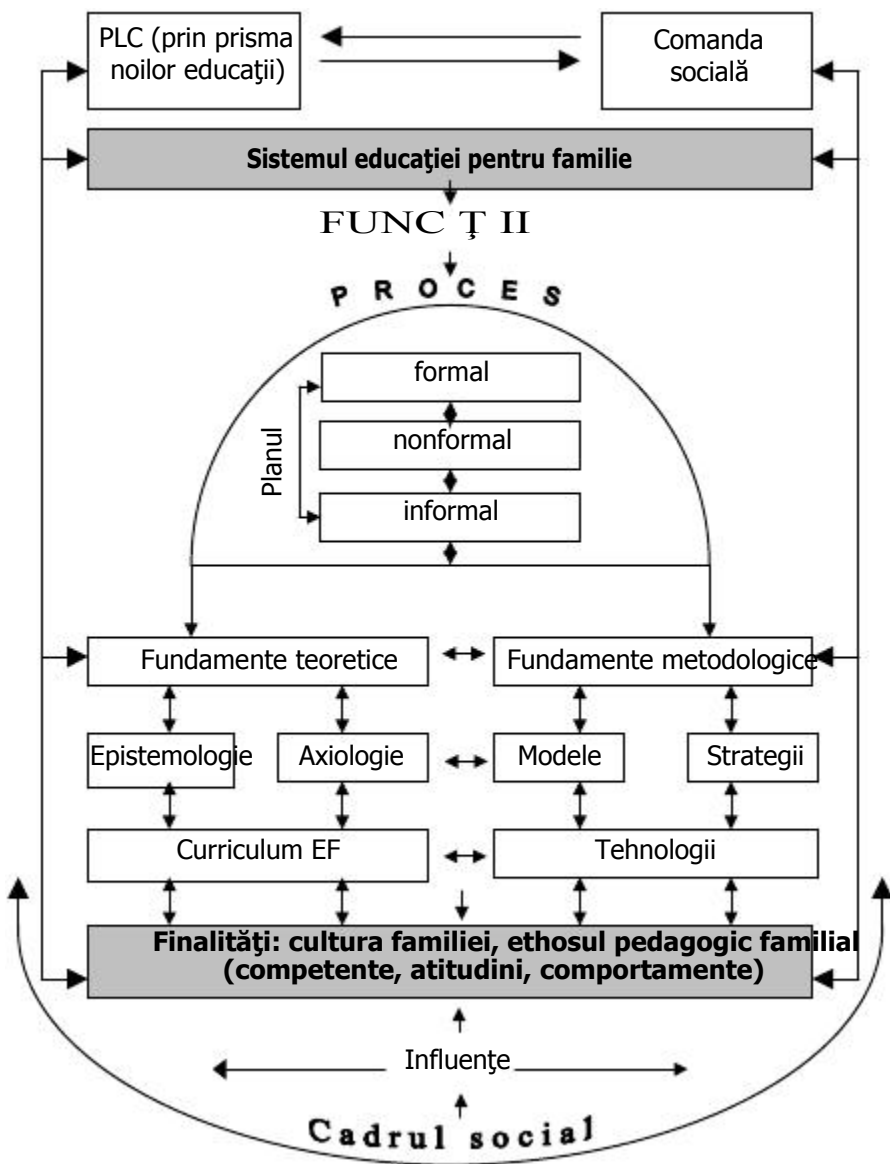 PLC (prin prisma
noilor educaţii)
Comanda
socială
Sistemul educaţiei pentru familie
FUNC Ţ II
P R O C E S
formal
nonformal
informal
Planul
Fundamente teoretice
Fundamente metodologice
Epistemologie
Axiologie
Modele
Strategii
Curriculum EF
Tehnologii
Finalităţi: cultura familiei, ethosul pedagogic familial
(competente, atitudini, comportamente)
Influenţe
Cadrul social